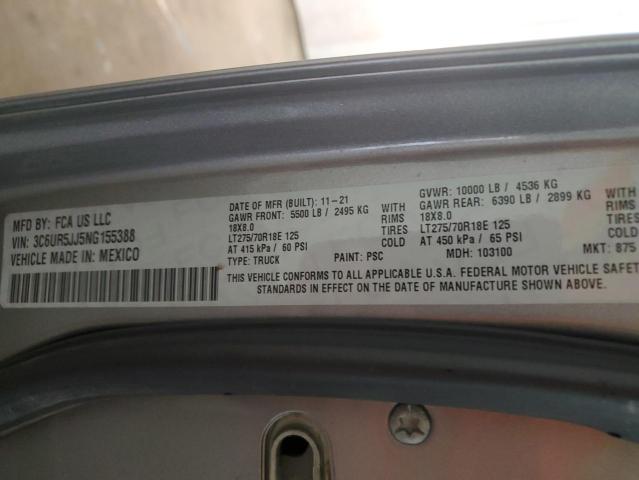 MFD BY: FCA US LLC
VIN: 3C6UR5JJ5NG155388
VEHICLE MADE IN: MEXICO
DATE OF MFR (BUILT): 11-21
GAWR FRONT: 5500 LB / 2495 KG WITH
18X8.0 RIMS
LT275/70R18E 125 TIRES
AT 415 kPa / 60 PSI COLD
TYPE: TRUCK PAINT: PSC
GVWR: 10000 LB / 4536 KG
GAWR REAR: 6390 LB / 2899 KG WITH
18X8.0 RIMS
LT275/70R18E 125 TIRES
AT 450 kPa / 65 PSI COLD
MDH: 103100 MKT: 875
THIS VEHICLE CONFORMS TO ALL APPLICABLE U.S.A. FEDERAL MOTOR VEHICLE SAFET
STANDARDS IN EFFECT ON THE DATE OF MANUFACTURE SHOWN ABOVE.